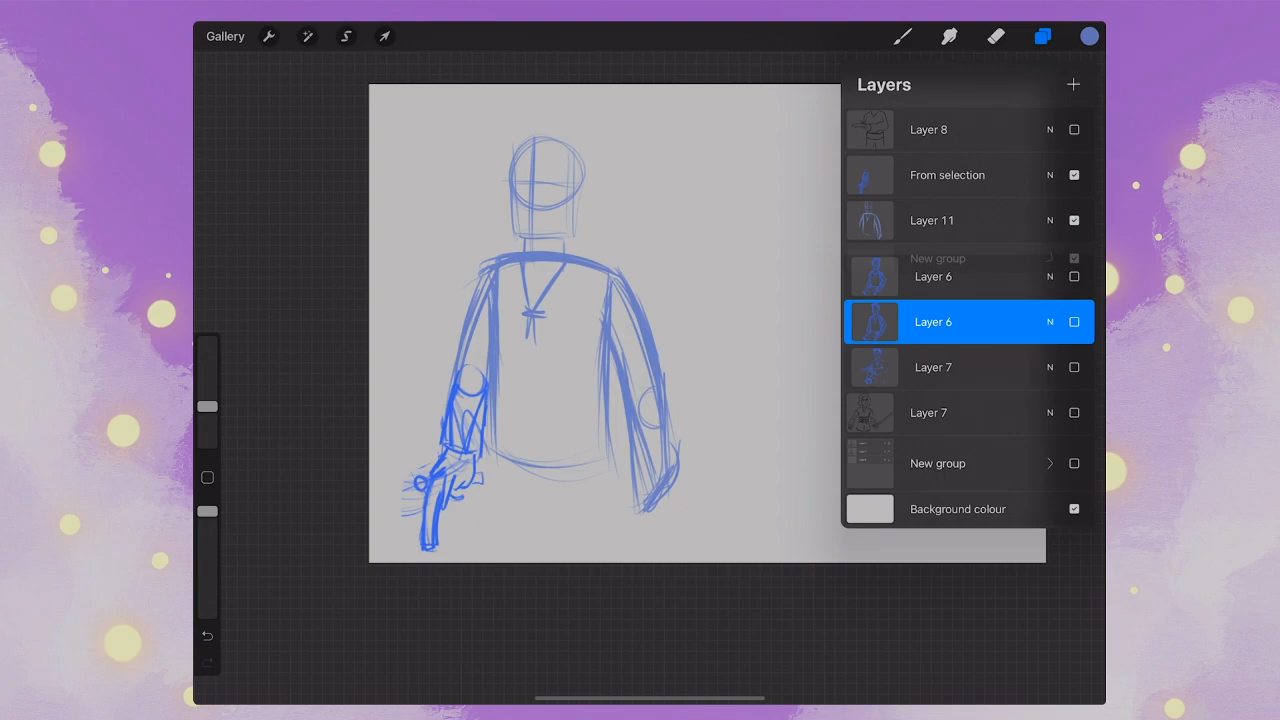 Gallery
Layers
Layer 8 N
From selection N
Layer 11 N
New group
Layer 6 N
Layer 6 N
Layer 7 N
Layer 7 N
New group
Background colour